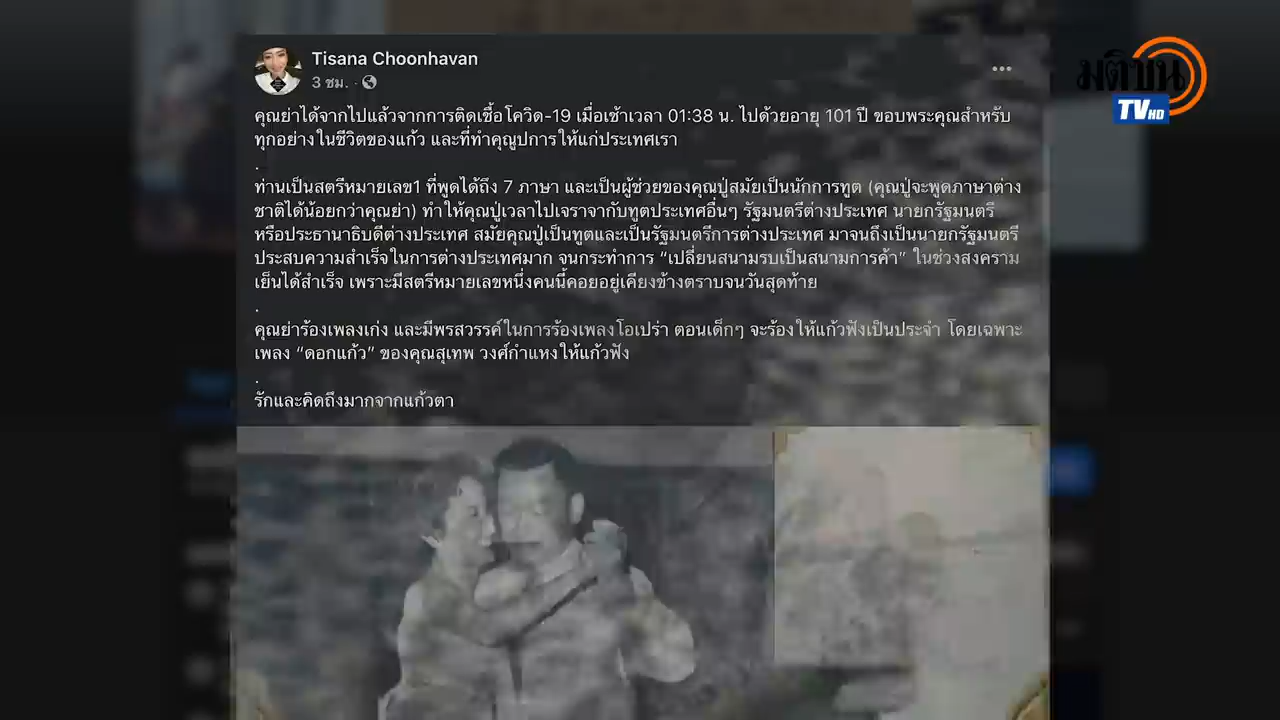 Tisana Choonhavan
3 ชม.
มติชน
TV HD
คุณย่าได้จากไปแล้วจากการติดเชื้อโควิด-19 เมื่อเช้าเวลา 01:38 น. ไปด้วยอายุ 101 ปี ขอบพระคุณสำหรับ
ทุกอย่างในชีวิตของแก้ว และที่ทำคุณูปการให้แก่ประเทศเรา
.
ท่านเป็นสตรีหมายเลข1 ที่พูดได้ถึง 7 ภาษา และเป็นผู้ช่วยของคุณปู่สมัยเป็นนักการทูต (คุณปู่จะพูดภาษาต่าง
ชาติได้น้อยกว่าคุณย่า) ทำให้คุณปู่เวลาไปเจราจากับทูตประเทศอื่นๆ รัฐมนตรีต่างประเทศ นายกรัฐมนตรี
หรือประธานาธิบดีต่างประเทศ สมัยคุณปู่เป็นทูตและเป็นรัฐมนตรีการต่างประเทศ มาจนถึงเป็นนายกรัฐมนตรี
ประสบความสำเร็จในการต่างประเทศมาก จนกระทำการ “เปลี่ยนสนามรบเป็นสนามการค้า” ในช่วงสงคราม
เย็นได้สำเร็จ เพราะมีสตรีหมายเลขหนึ่งคนนี้คอยอยู่เคียงข้างตราบจนวันสุดท้าย
.
คุณย่าร้องเพลงเก่ง และมีพรสวรรค์ในการร้องเพลงโอเปร่า ตอนเด็กๆ จะร้องให้แก้วฟังเป็นประจำ โดยเฉพาะ
เพลง “ดอกแก้ว” ของคุณสุเทพ วงศ์กำแหงให้แก้วฟัง
.
รักและคิดถึงมากจากแก้วตา